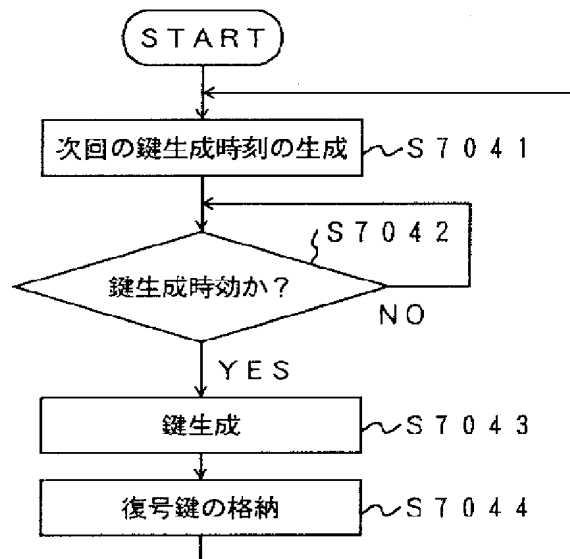 START
次回の鍵生成時刻の生成
S7041
S7042
鍵生成時効か？
NO
YES
鍵生成
S7043
復号鍵の格納
S7044